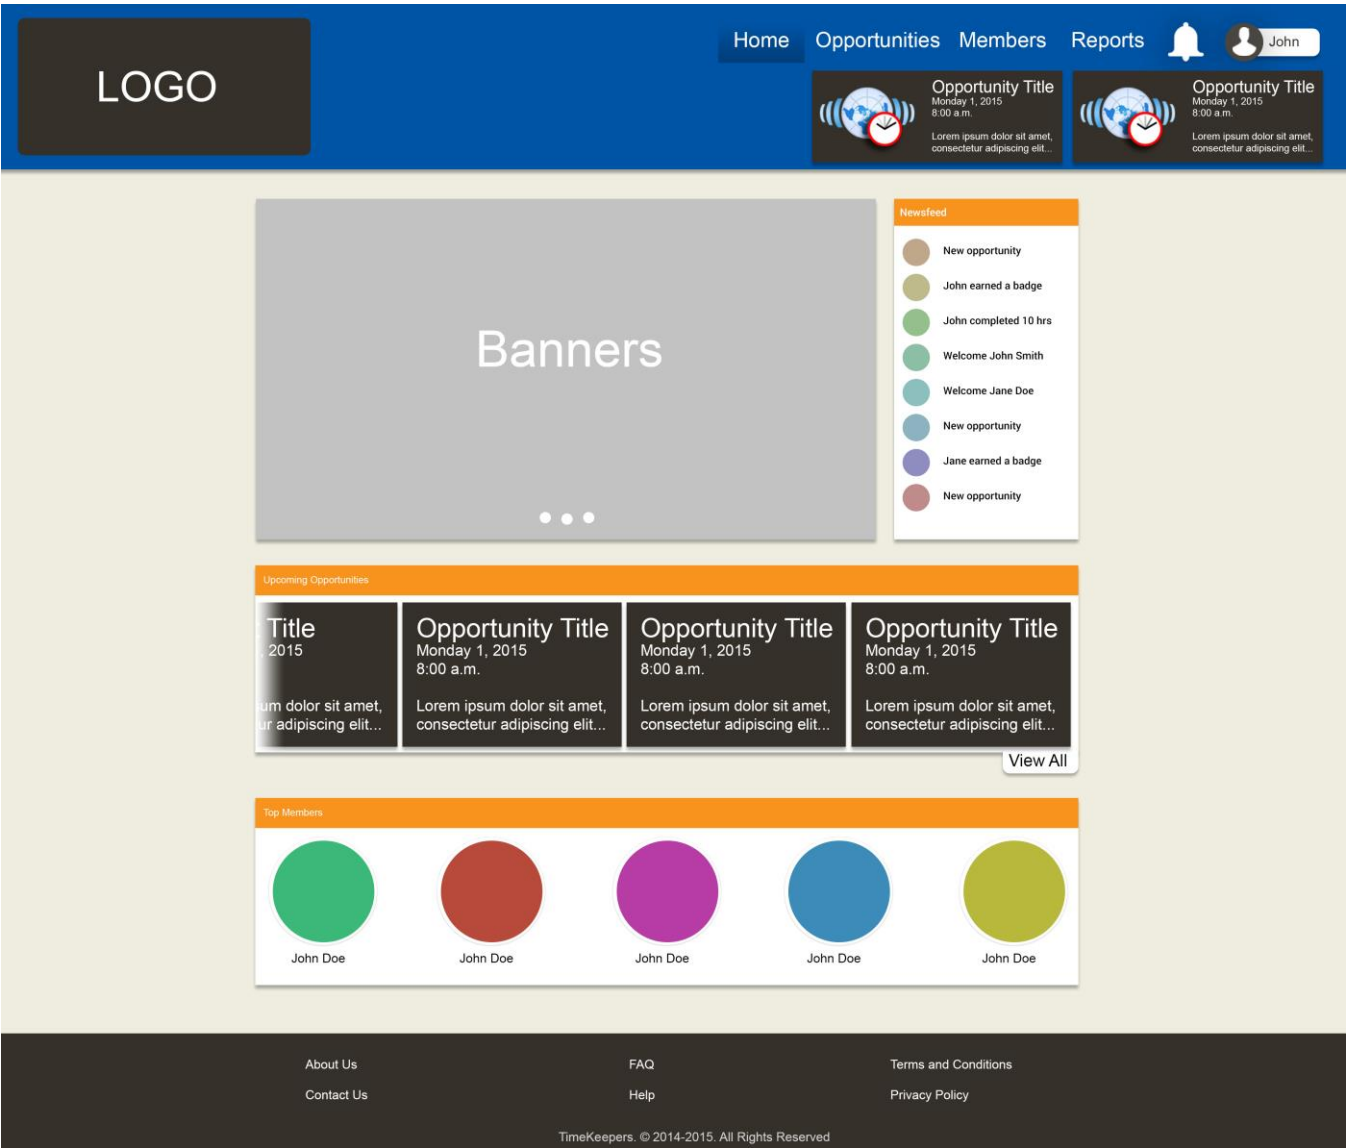 LOGO
Home
Opportunities
Members
Reports
John
Opportunity Title
Monday 1, 2015
8:00 a.m.
Lorem ipsum dolor sit amet,
consectetur adipiscing elit...
Opportunity Title
Monday 1, 2015
8:00 a.m.
Lorem ipsum dolor sit amet,
consectetur adipiscing elit...
Banners
Newsfeed
New opportunity
John earned a badge
John completed 10 hrs
Welcome John Smith
Welcome Jane Doe
New opportunity
Jane earned a badge
New opportunity
Upcoming Opportunities
Title
, 2015
um dolor sit amet,
ur adipiscing elit...
Opportunity Title
Monday 1, 2015
8:00 a.m.
Lorem ipsum dolor sit amet,
consectetur adipiscing elit...
Opportunity Title
Monday 1, 2015
8:00 a.m.
Lorem ipsum dolor sit amet,
consectetur adipiscing elit...
Opportunity Title
Monday 1, 2015
8:00 a.m.
Lorem ipsum dolor sit amet,
consectetur adipiscing elit...
View All
Top Members
John Doe
John Doe
John Doe
John Doe
John Doe
About Us
FAQ
Terms and Conditions
Contact Us
Help
Privacy Policy
TimeKeepers. © 2014-2015. All Rights Reserved